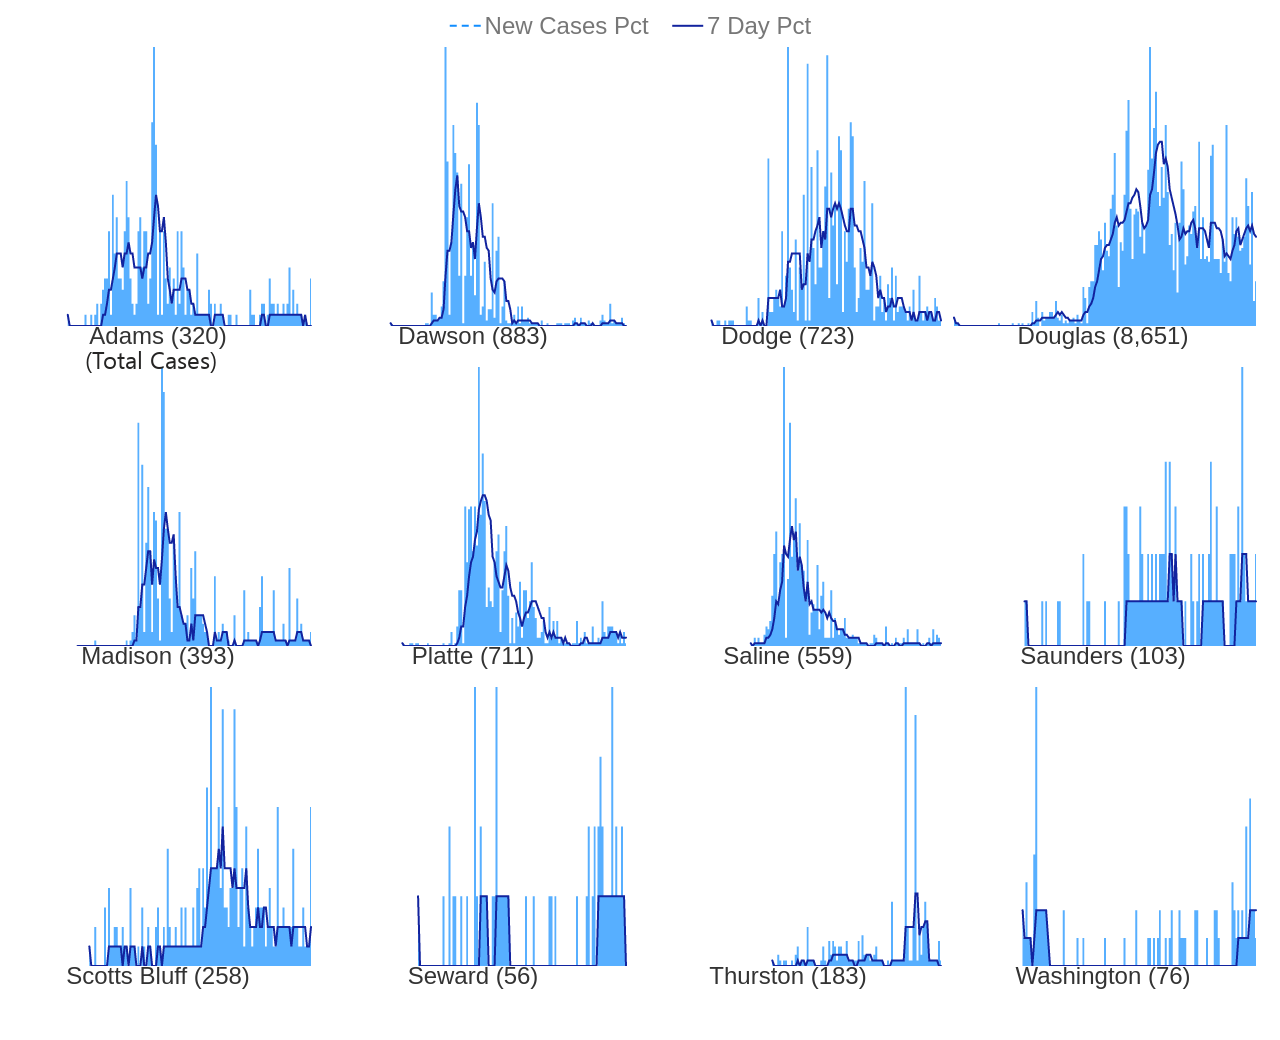 New Cases Pct 7 Day Pct
Adams (320) Dawson (883) Dodge (723) Douglas (8,651)
(Total Cases)
Madison (393) Platte (711) Saline (559) Saunders (103)
Scotts Bluff (258) Seward (56) Thurston (183) Washington (76)